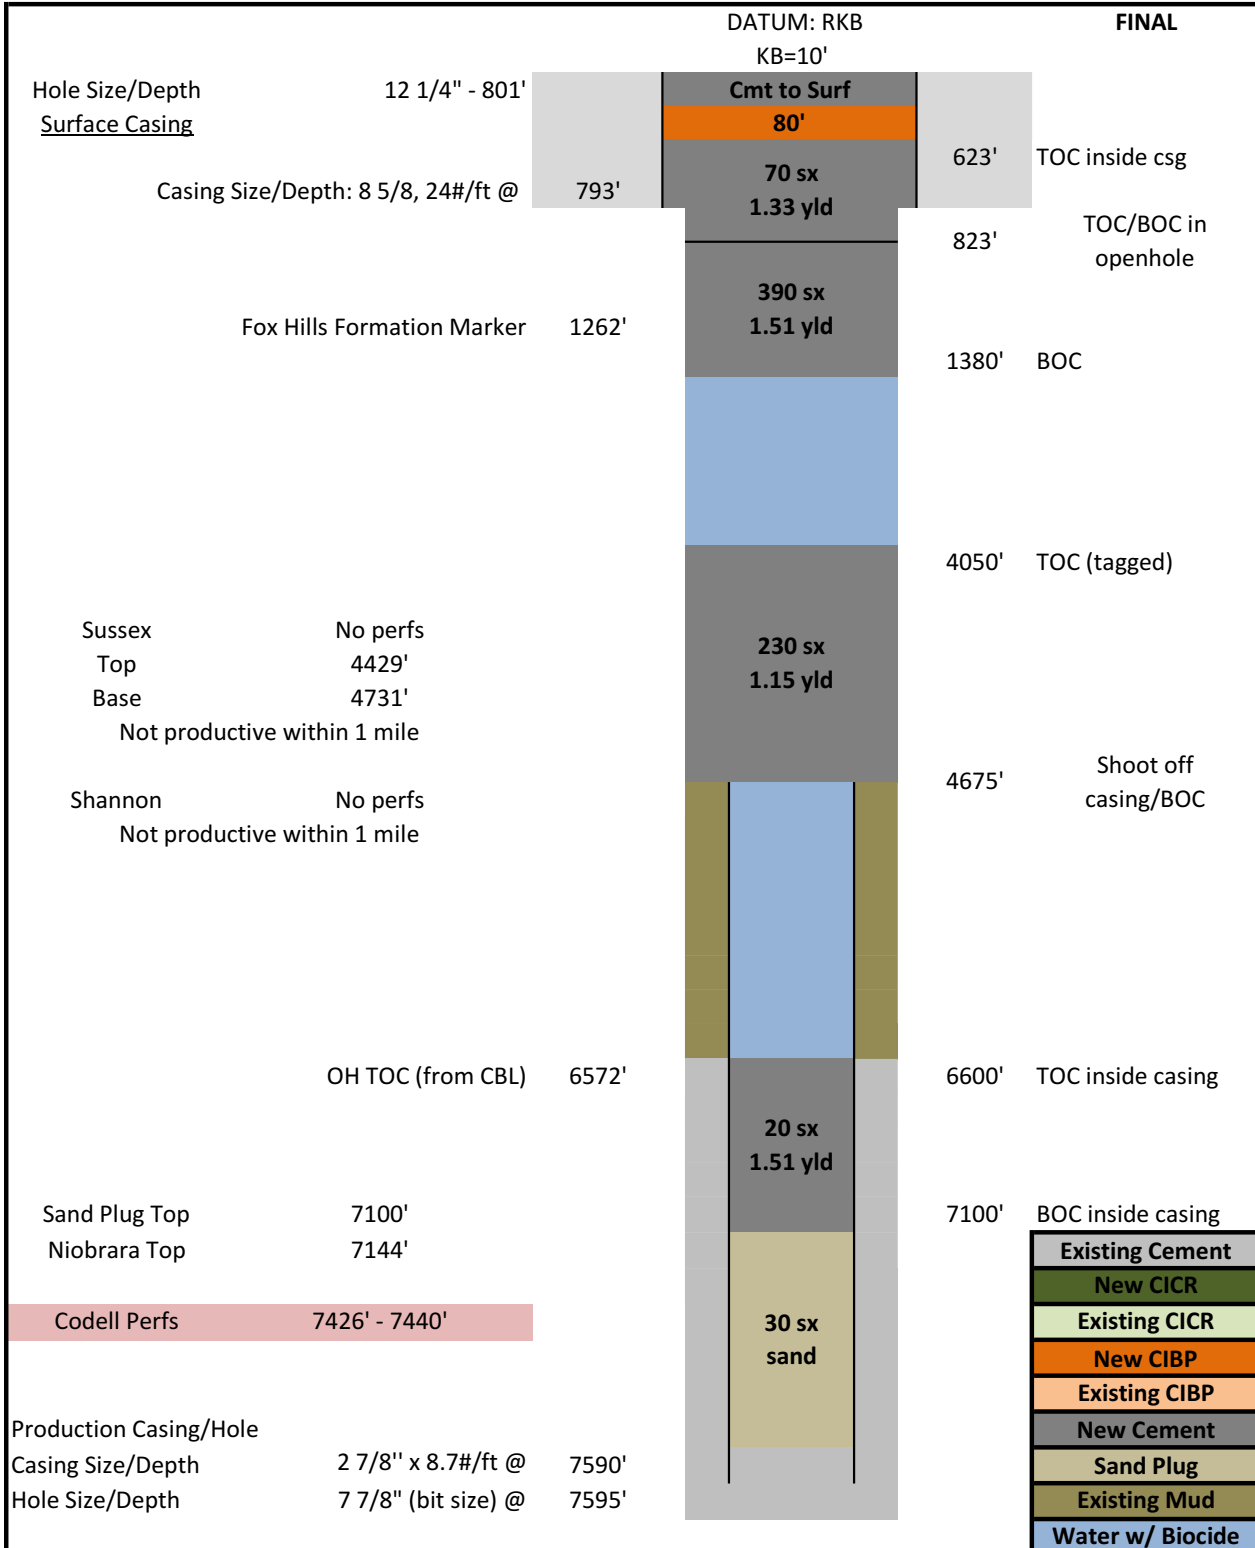 DATUM: RKB FINAL
KB=10'
Hole Size/Depth 12 1/4" - 801' Cmt to Surf
Surface Casing 80'
623' TOC inside csg
70 sx
Casing Size/Depth: 8 5/8, 24#/ft @ 793'
1.33 yld
TOC/BOC in
823'
openhole
390 sx
Fox Hills Formation Marker 1262' 1.51 yld
1380' BOC
4050' TOC (tagged)
Sussex No perfs
230 sx
Top 4429'
1.15 yld
Base 4731'
Not productive within 1 mile
Shoot off
4675'
casing/BOC
Shannon No perfs
Not productive within 1 mile
OH TOC (from CBL) 6572' 6600' TOC inside casing
20 sx
1.51 yld
Sand Plug Top 7100' 7100' BOC inside casing
Niobrara Top 7144' Existing Cement
New CICR
Codell Perfs 7426' - 7440' 30 sx Existing CICR
sand New CIBP
Existing CIBP
Production Casing/Hole New Cement
Casing Size/Depth 2 7/8'' x 8.7#/ft @ 7590' Sand Plug
Hole Size/Depth 7 7/8" (bit size) @ 7595' Existing Mud
Water w/ Biocide